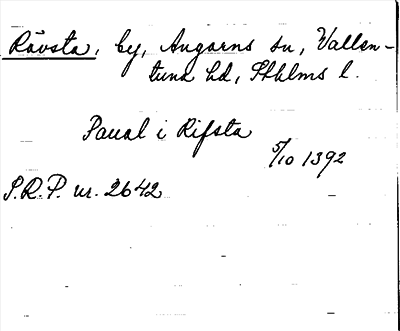 Rävsta, by, Angarns sn, Vallen-
tuna hd, Sthlms l.
Paual i Rifsta
5/10 1392
S.R.P. nr. 2642